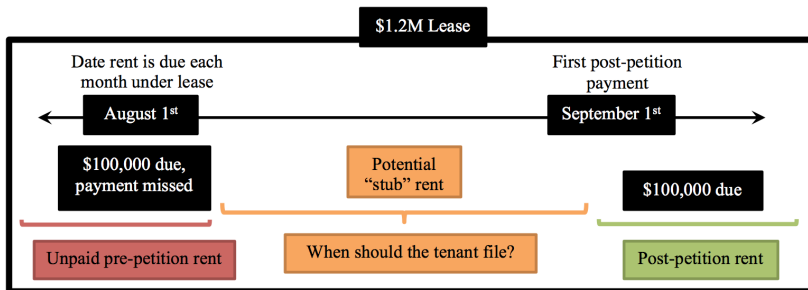 $1.2M Lease
Date rent is due each
month under lease
First post-petition
payment
August 1st
September 1st
$100,000 due,
payment missed
Potential
“stub” rent
$100,000 due
Unpaid pre-petition rent
When should the tenant file?
Post-petition rent